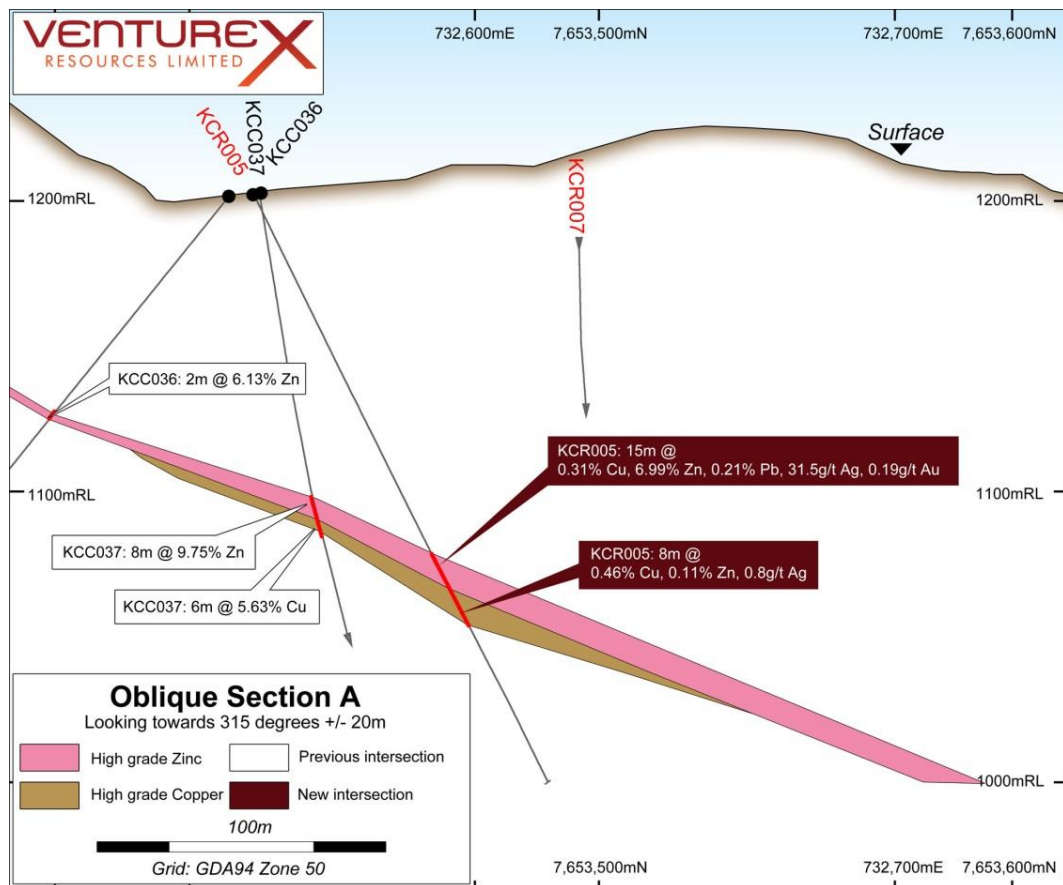 VENTUREX
RESOURCES LIMITED
732,600mE
7,653,500mN
732,700mE
7,653,600mN
KCR005
KCC037
KCC036
KCR007
Surface
1200mRL
1200mRL
KCC036: 2m @ 6.13% Zn
KCR005: 15m @
0.31% Cu, 6.99% Zn, 0.21% Pb, 31.5g/t Ag, 0.19g/t Au
1100mRL
1100mRL
KCC037: 8m @ 9.75% Zn
KCR005: 8m @
0.46% Cu, 0.11% Zn, 0.8g/t Ag
KCC037: 6m @ 5.63% Cu
Oblique Section A
Looking towards 315 degrees +/- 20m
High grade Zinc
Previous intersection
High grade Copper
New intersection
1000mRL
100m
Grid: GDA94 Zone 50
7,653,500mN
732,700mE
7,653,600mN